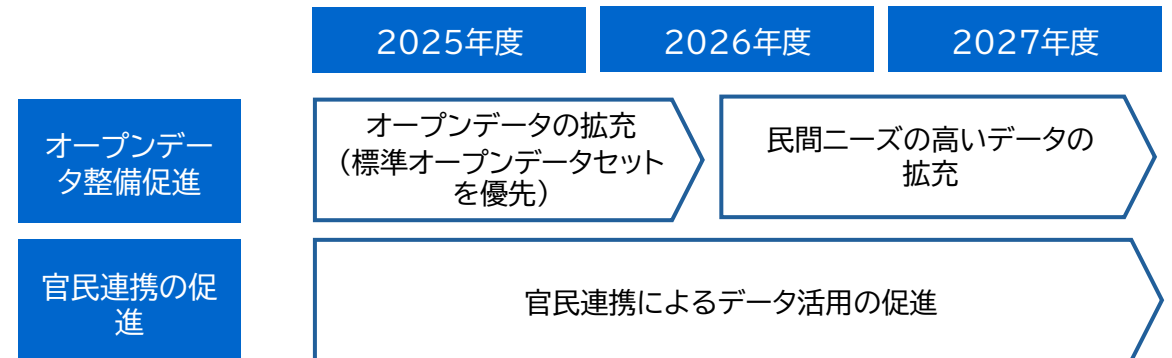 2025年度
2026年度
2027年度
オープンデー
タ整備促進
オープンデータの拡充
(標準オープンデータセット
を優先)
民間ニーズの高いデータの
拡充
官民連携の促
進
官民連携によるデータ活用の促進